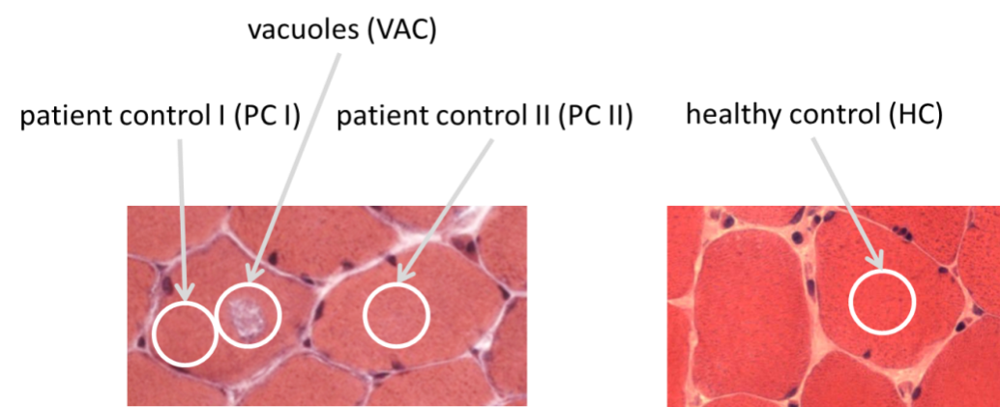 vacuoles (VAC)
patient control I (PC I)
patient control II (PC II)
healthy control (HC)